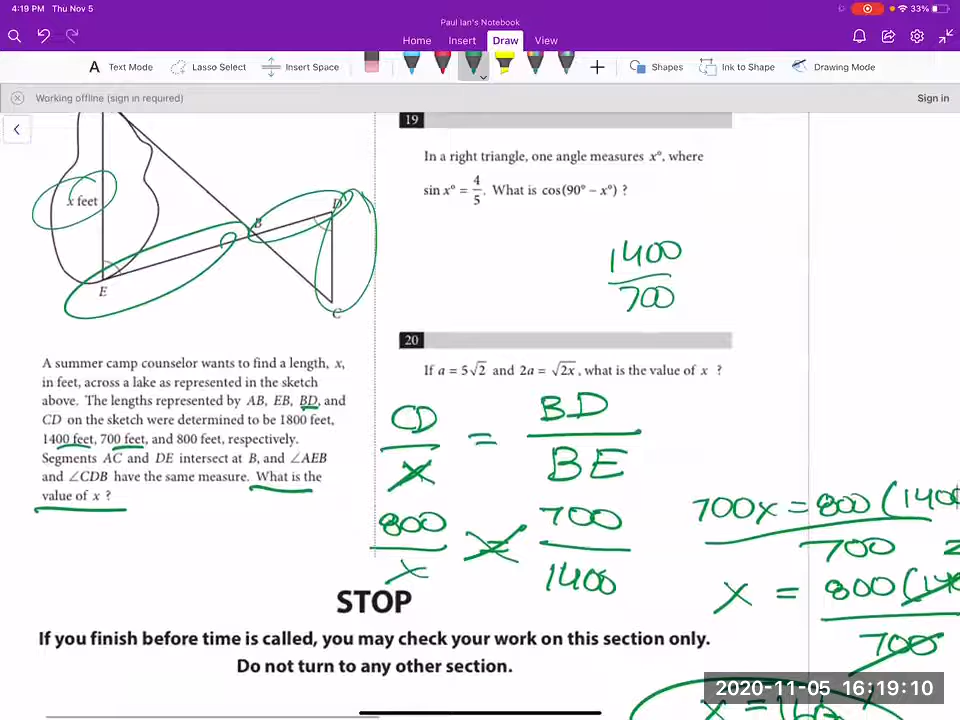 4:19 PM Thu Nov 5
33%
Paul Ian's Notebook
Home Insert Draw View
Text Mode Lasso Select Insert Space Shapes Ink to Shape Drawing Mode
Working offline (sign in required) Sign in
x feet
B
D
E
C
A summer camp counselor wants to find a length, x,
in feet, across a lake as represented in the sketch
above. The lengths represented by AB, EB, BD, and
CD on the sketch were determined to be 1800 feet,
1400 feet, 700 feet, and 800 feet, respectively.
Segments AC and DE intersect at B, and ∠AEB
and ∠CDB have the same measure. What is the
value of x ?
19
In a right triangle, one angle measures x°, where
sin x° = 4/5. What is cos(90° − x°) ?
1400
700
20
If a = 5√2 and 2a = √2x, what is the value of x ?
CD/x = BD/BE
800/x = 700/1400
700x = 800(1400
700
x = 800(
700
x =
STOP
If you finish before time is called, you may check your work on this section only.
Do not turn to any other section.
2020-11-05 16:19:10